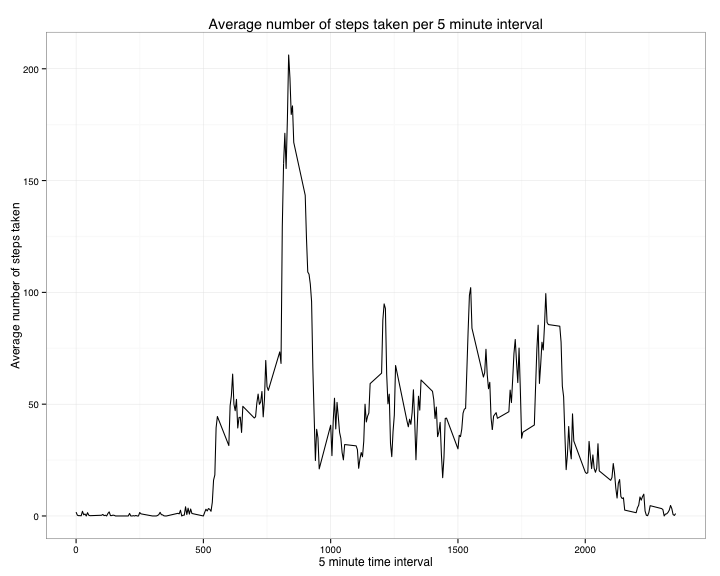 Average number of steps taken per 5 minute interval
Average number of steps taken
200
150
100
50
0
0 500 1000 1500 2000
5 minute time interval